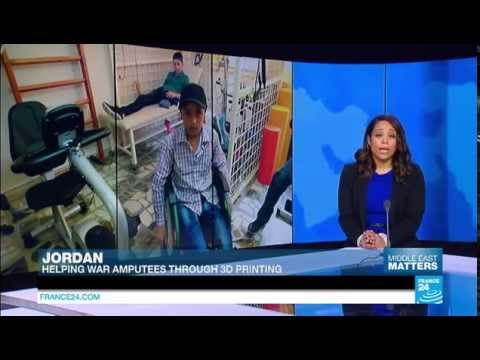 JORDAN
HELPING WAR AMPUTEES THROUGH 3D PRINTING
MIDDLE EAST
MATTERS
FRANCE24.COM
FRANCE
24